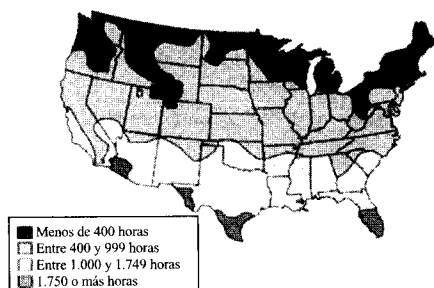 Menos de 400 horas
Entre 400 y 999 horas
Entre 1.000 y 1.749 horas
1.750 o más horas